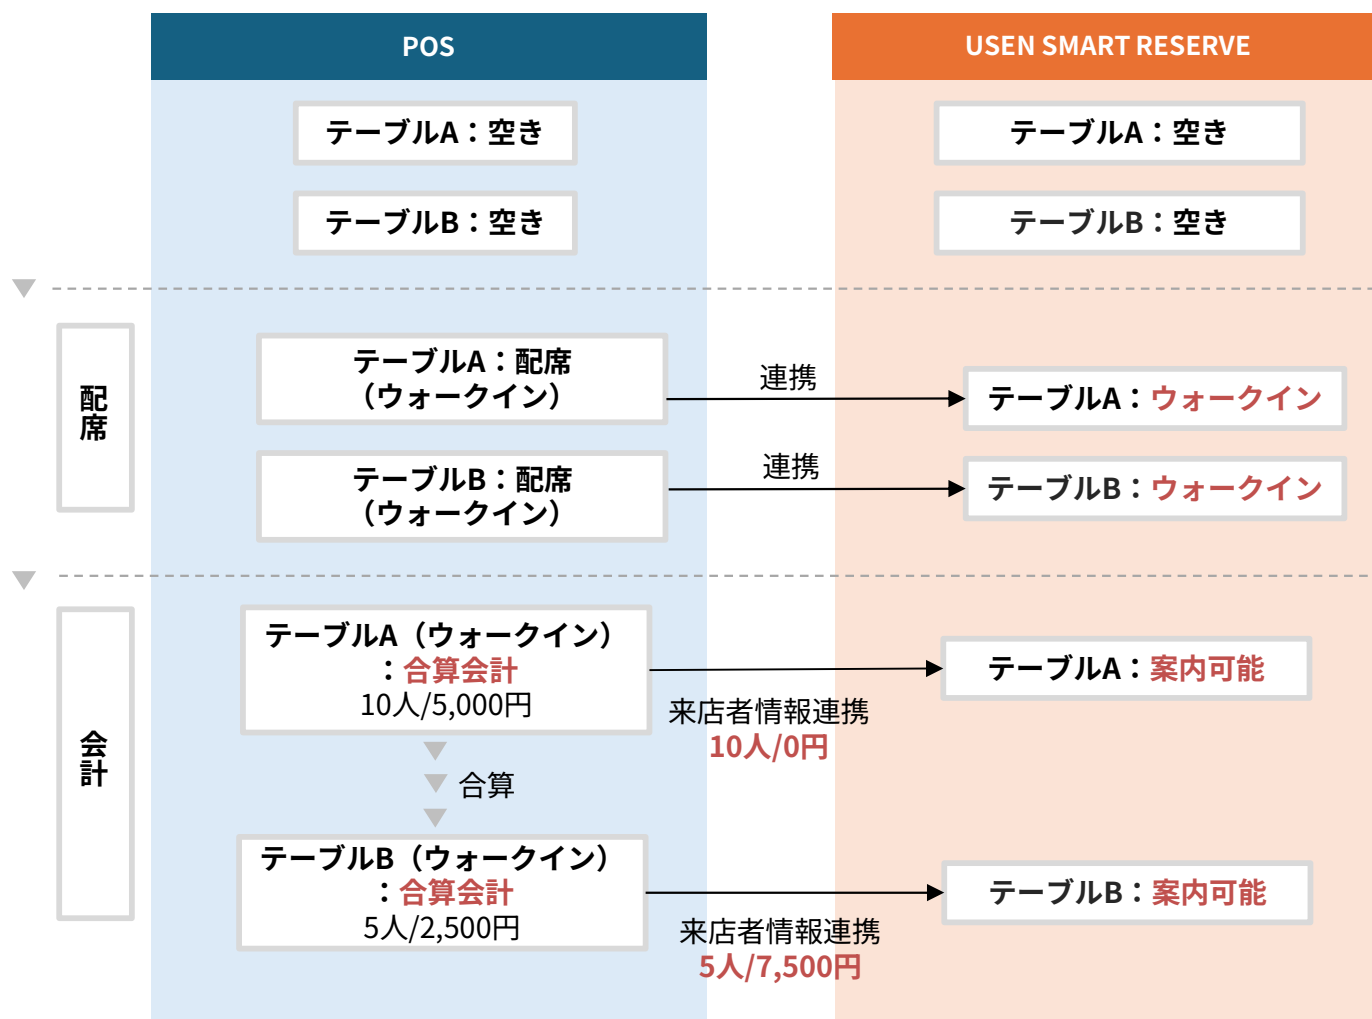 POS
USEN SMART RESERVE
テーブルA：空き
テーブルA：空き
テーブルB：空き
テーブルB：空き
配席
テーブルA：配席
（ウォークイン）
連携
テーブルA：ウォークイン
テーブルB：配席
（ウォークイン）
連携
テーブルB：ウォークイン
会計
テーブルA（ウォークイン）
：合算会計
10人/5,000円
来店者情報連携
10人/0円
テーブルA：案内可能
合算
テーブルB（ウォークイン）
：合算会計
5人/2,500円
来店者情報連携
5人/7,500円
テーブルB：案内可能